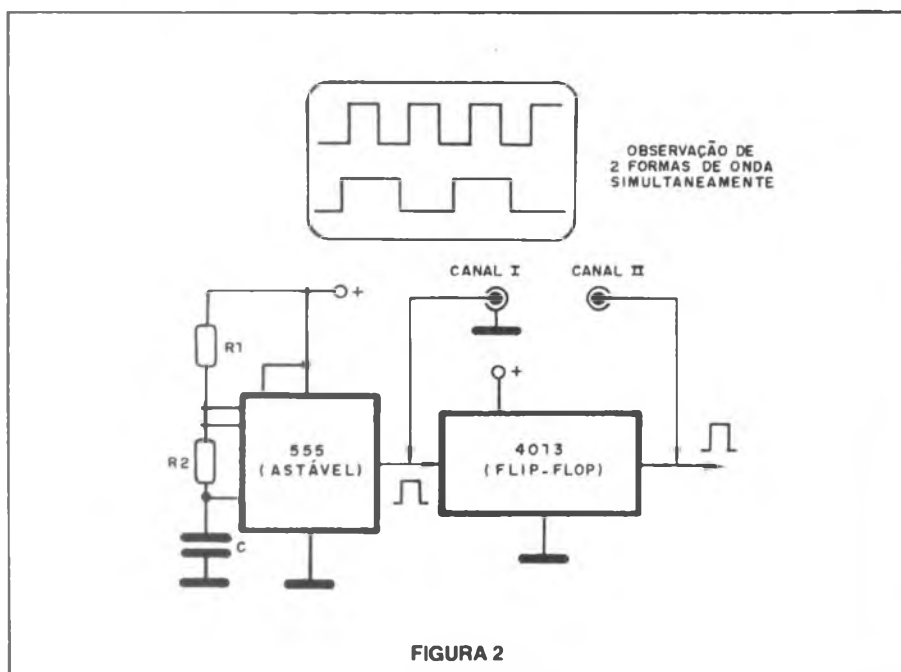 OBSERVAÇÃO DE
2 FORMAS DE ONDA
SIMULTANEAMENTE
CANAL I
CANAL II
+
R1
+
555
(ASTÁVEL)
4013
(FLIP-FLOP)
R2
C
FIGURA 2